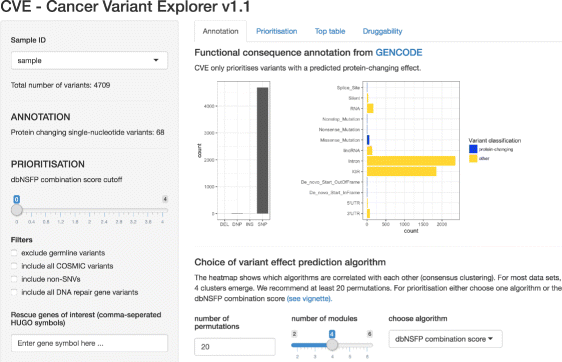 CVE - Cancer Variant Explorer v1.1
Sample ID
sample
Total number of variants: 4709
ANNOTATION
Protein changing single-nucleotide variants: 68
PRIORITISATION
dbNSFP combination score cutoff
0 4
0 0.4 0.8 1.2 1.6 2 2.4 2.8 3.2 3.6 4
Filters
exclude germline variants
include all COSMIC variants
include non-SNVs
include all DNA repair gene variants
Rescue genes of interest (comma-seperated
HUGO symbols)
Enter gene symbol here ...
Annotation Prioritisation Top table Druggability
Functional consequence annotation from GENCODE
CVE only prioritises variants with a predicted protein-changing effect.
count
4000
3000
2000
1000
0
DEL DNP INS SNP
Splice_Site
Silent
RNA
Nonstop_Mutation
Nonsense_Mutation
Missense_Mutation
lincRNA
Intron
IGR
De_novo_Start_OutOfFrame
De_novo_Start_InFrame
5'UTR
3'UTR
0 500 1000 1500 2000
count
Variant classification
protein-changing
other
Choice of variant effect prediction algorithm
The heatmap shows which algorithms are correlated with each other (consensus clustering). For most data sets,
4 clusters emerge. We recommend at least 20 permutations. For prioritisation either choose one algorithm or the
dbNSFP combination score (see vignette).
number of
permutations
20
number of modules
2 4 6
2 3 4 5 6
choose algorithm
dbNSFP combination score